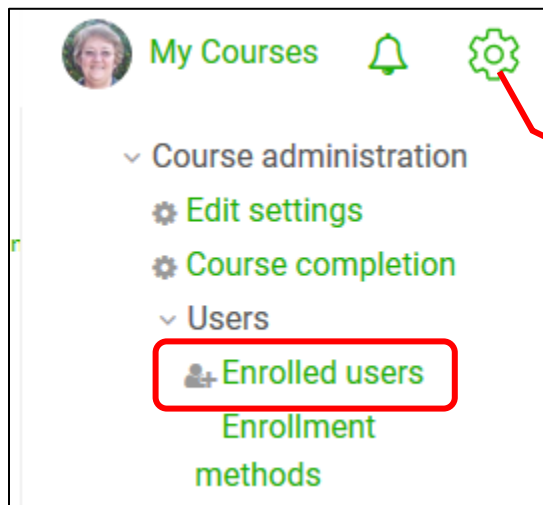 My Courses
Course administration
Edit settings
r
Course completion
Users
Enrolled users
Enrollment
methods